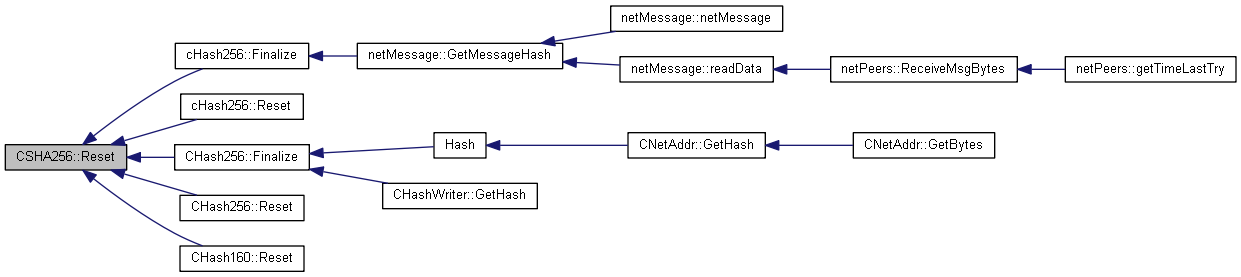 netMessage::netMessage
cHash256::Finalize
netMessage::GetMessageHash
netMessage::readData
netPeers::ReceiveMsgBytes
netPeers::getTimeLastTry
cHash256::Reset
CSHA256::Reset
CHash256::Finalize
Hash
CNetAddr::GetHash
CNetAddr::GetBytes
CHashWriter::GetHash
CHash256::Reset
CHash160::Reset